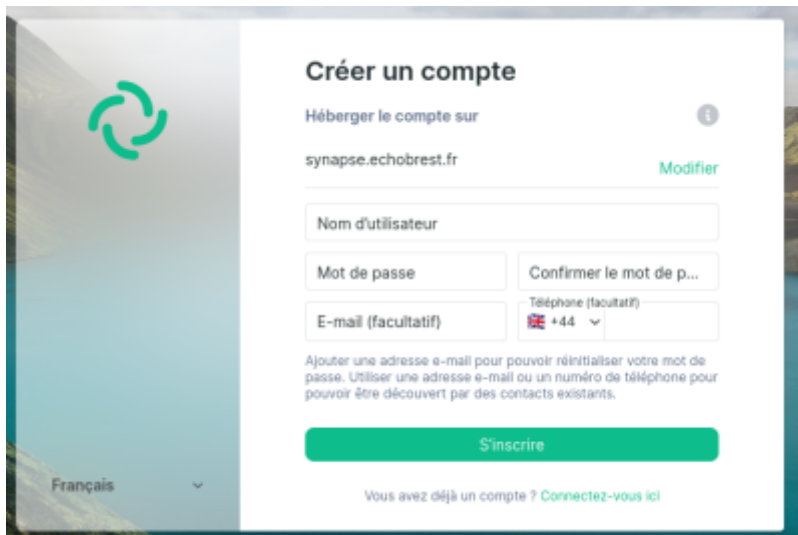 Créer un compte
Héberger le compte sur
synapse.echobrest.fr
Modifier
Nom d'utilisateur
Mot de passe
Confirmer le mot de p...
E-mail (facultatif)
Téléphone (facultatif)
+44
Ajouter une adresse e-mail pour pouvoir réinitialiser votre mot de
passe. Utiliser une adresse e-mail ou un numéro de téléphone pour
pouvoir être découvert par des contacts existants.
S'inscrire
Français
Vous avez déjà un compte ? Connectez-vous ici